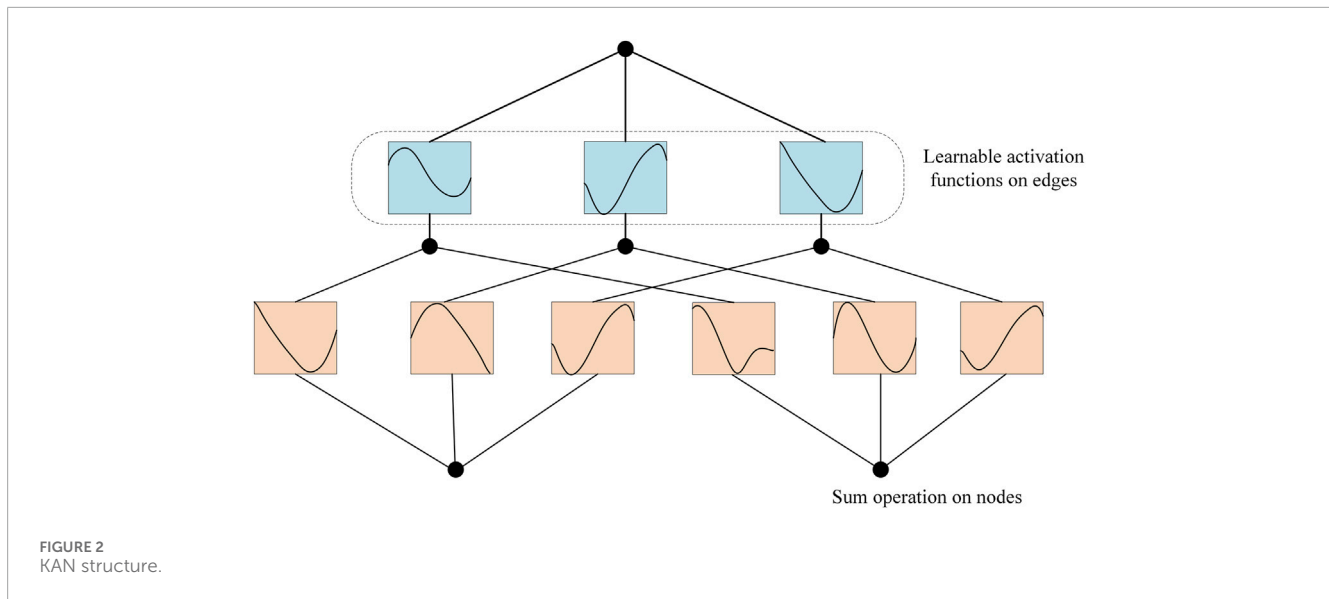 Learnable activation
functions on edges
Sum operation on nodes
FIGURE 2
KAN structure.